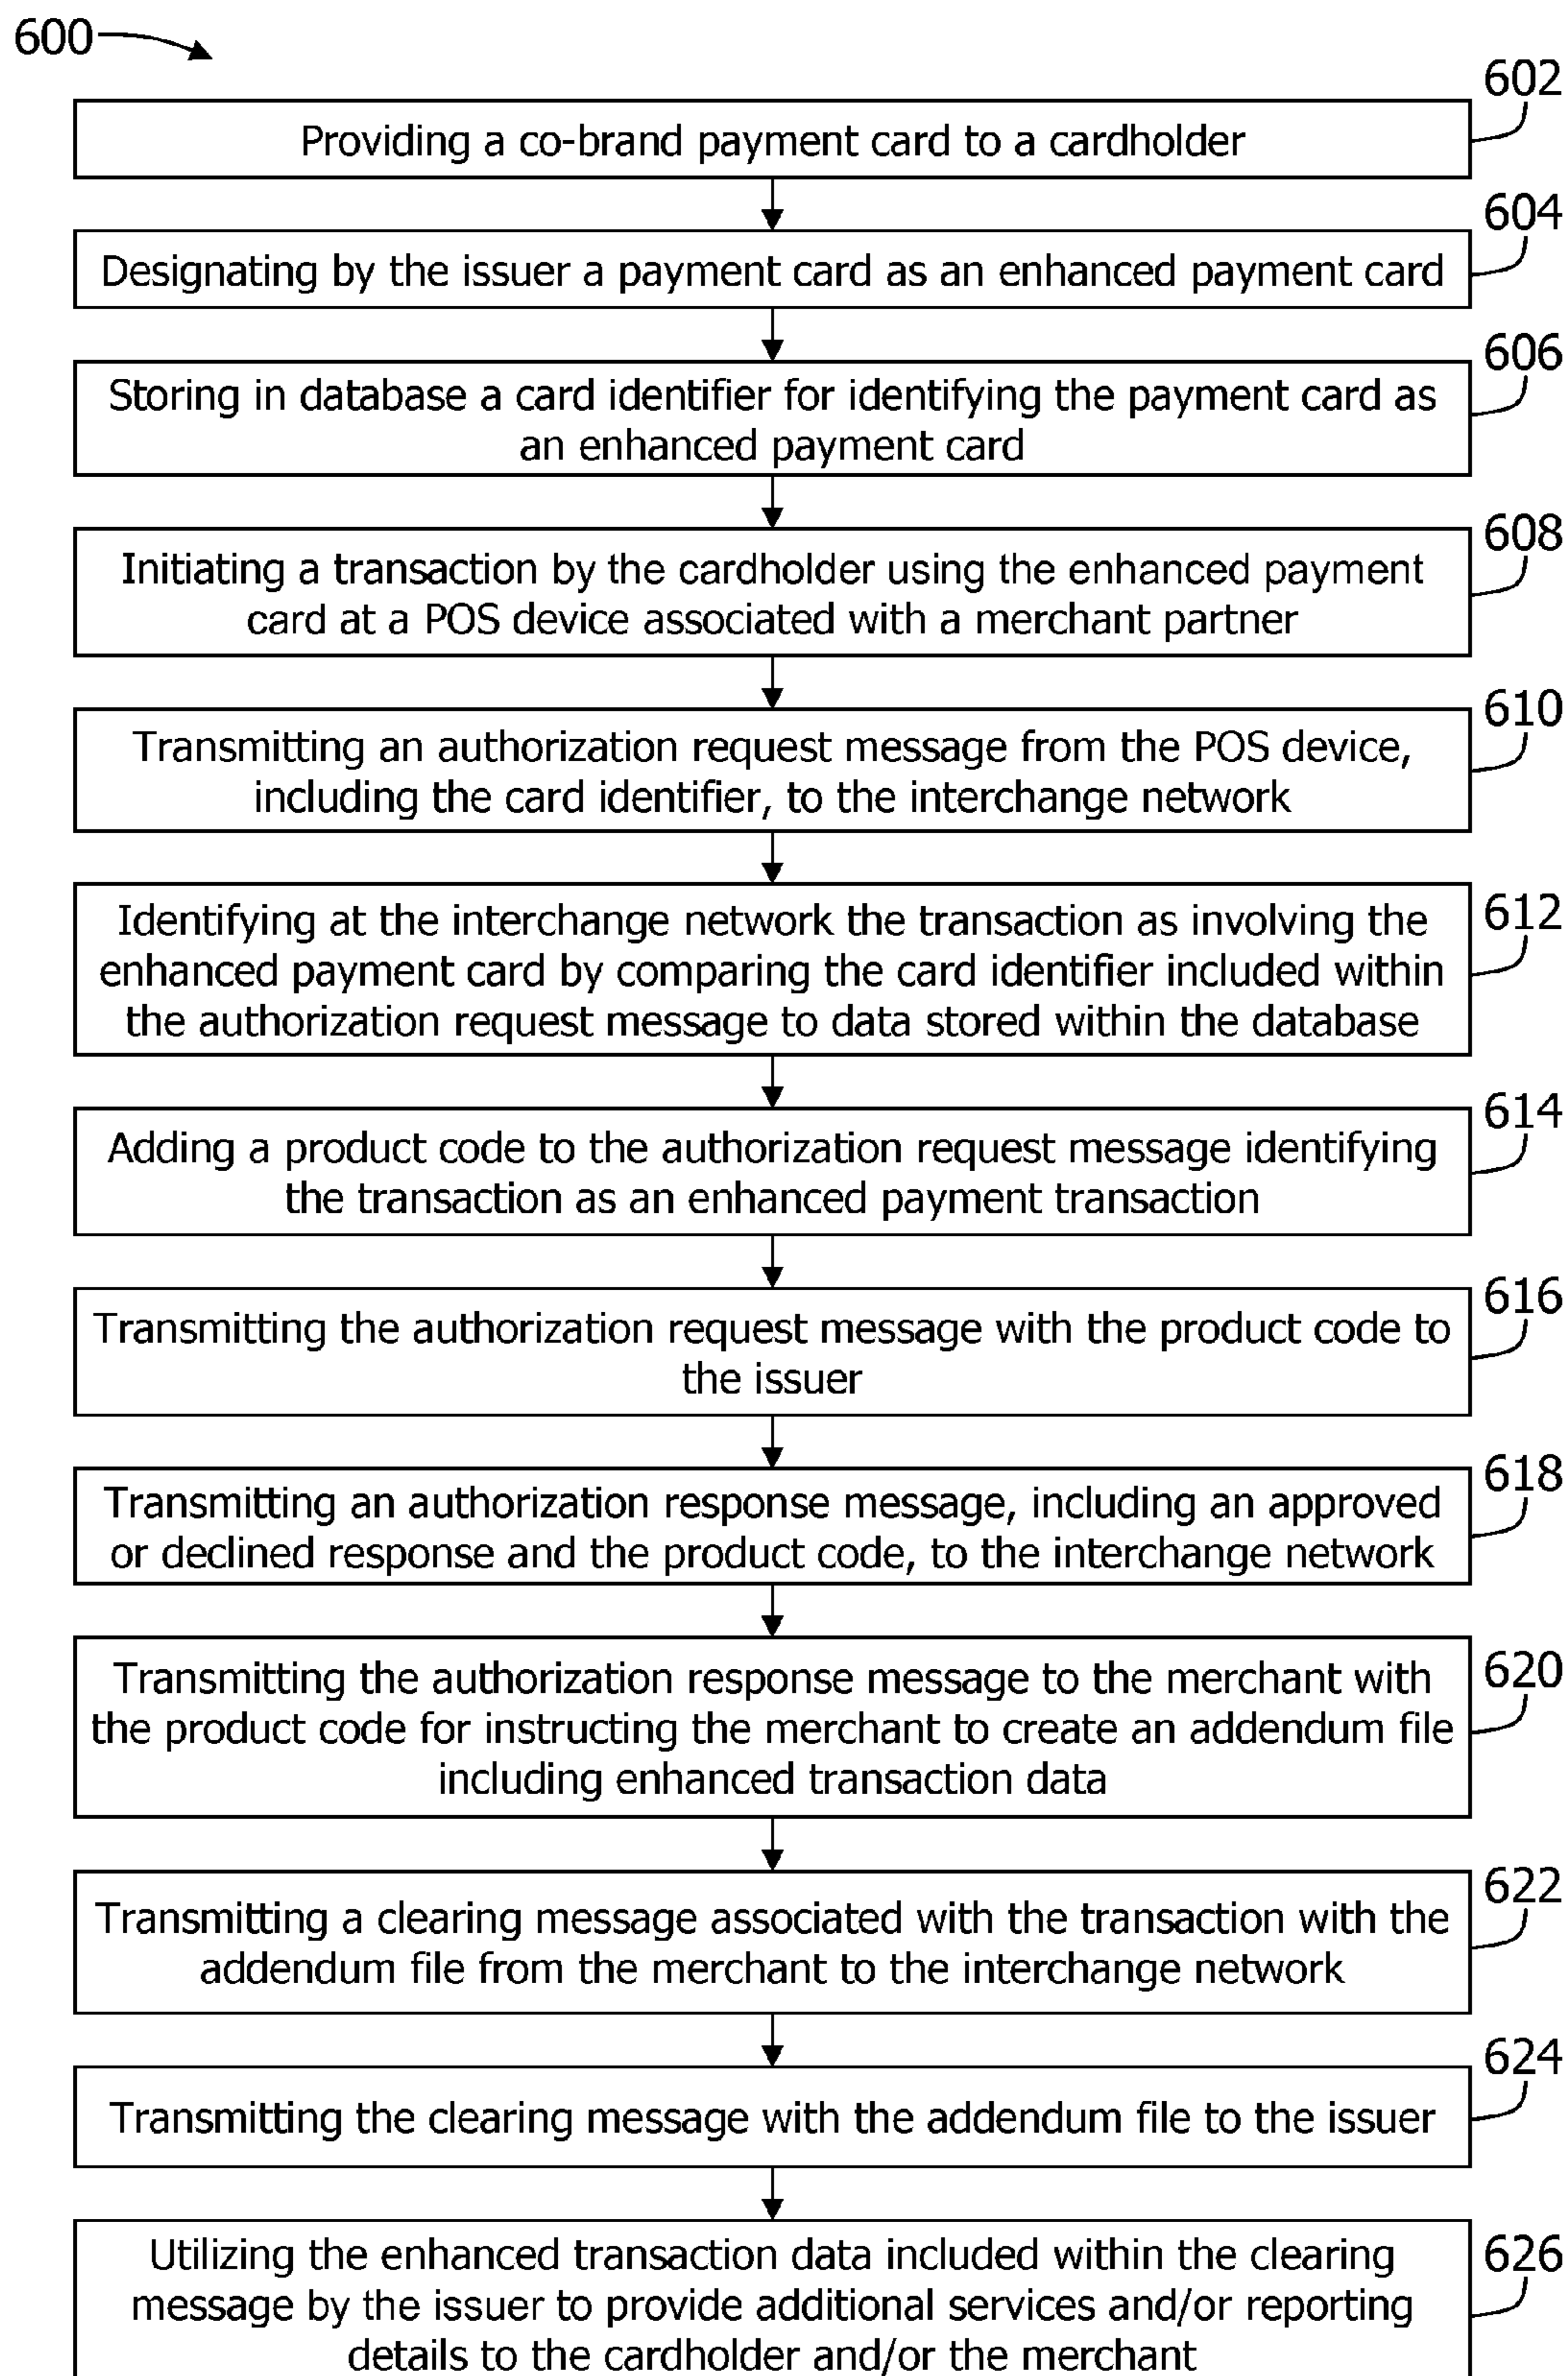 600
602
Providing a co-brand payment card to a cardholder
604
Designating by the issuer a payment card as an enhanced payment card
606
Storing in database a card identifier for identifying the payment card as
an enhanced payment card
608
Initiating a transaction by the cardholder using the enhanced payment
card at a POS device associated with a merchant partner
610
Transmitting an authorization request message from the POS device,
including the card identifier, to the interchange network
612
Identifying at the interchange network the transaction as involving the
enhanced payment card by comparing the card identifier included within
the authorization request message to data stored within the database
614
Adding a product code to the authorization request message identifying
the transaction as an enhanced payment transaction
616
Transmitting the authorization request message with the product code to
the issuer
618
Transmitting an authorization response message, including an approved
or declined response and the product code, to the interchange network
620
Transmitting the authorization response message to the merchant with
the product code for instructing the merchant to create an addendum file
including enhanced transaction data
622
Transmitting a clearing message associated with the transaction with the
addendum file from the merchant to the interchange network
624
Transmitting the clearing message with the addendum file to the issuer
626
Utilizing the enhanced transaction data included within the clearing
message by the issuer to provide additional services and/or reporting
details to the cardholder and/or the merchant